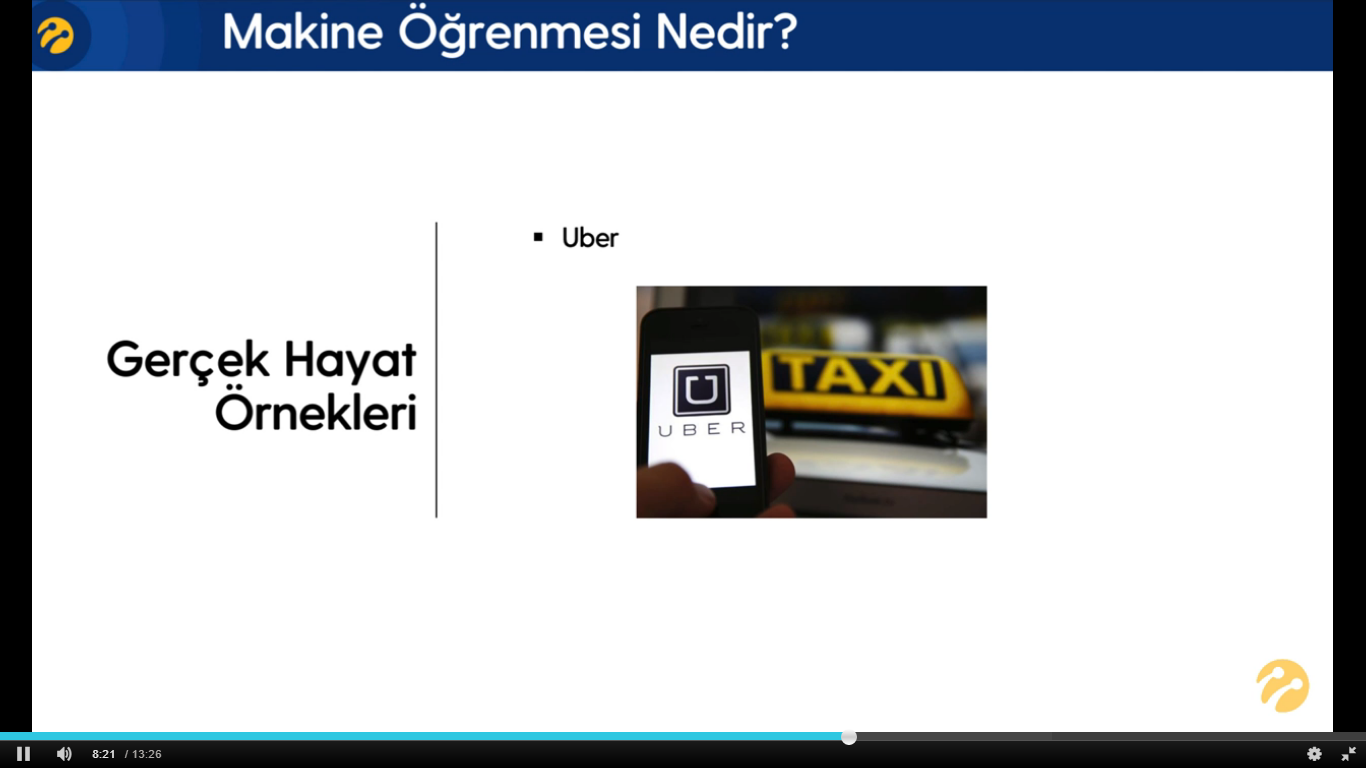 Makine Öğrenmesi Nedir?
▪ Uber
Gerçek Hayat
Örnekleri
UBER
TAXI
8:21 / 13:26